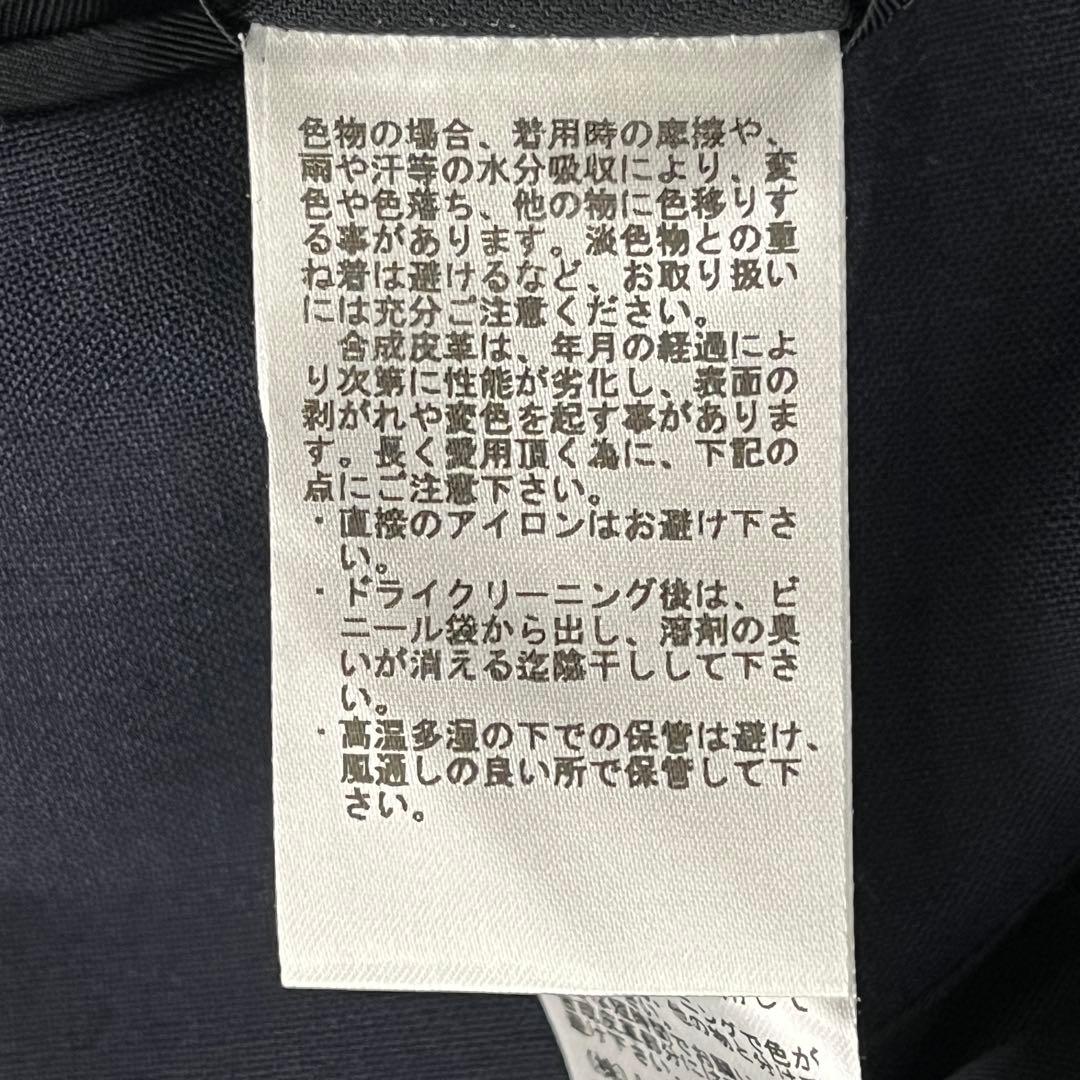 色物の場合、着用時の摩擦や、
雨や汗等の水分吸収により、変
色や色落ち、他の物に色移りす
る事があります。淡色物との重
ね着は避けるなど、お取り扱い
には充分ご注意ください。
合成皮革は、年月の経過によ
り次第に性能が劣化し、表面の
剥がれや変色を起す事がありま
す。長く愛用頂く為に、下記の
点にご注意下さい。
・直接のアイロンはお避け下さ
い。
・ドライクリーニング後は、ビ
ニール袋から出し、溶剤の臭
いが消える迄陰干しして下さ
い。
・高温多湿の下での保管は避け、
風通しの良い所で保管して下
さい。